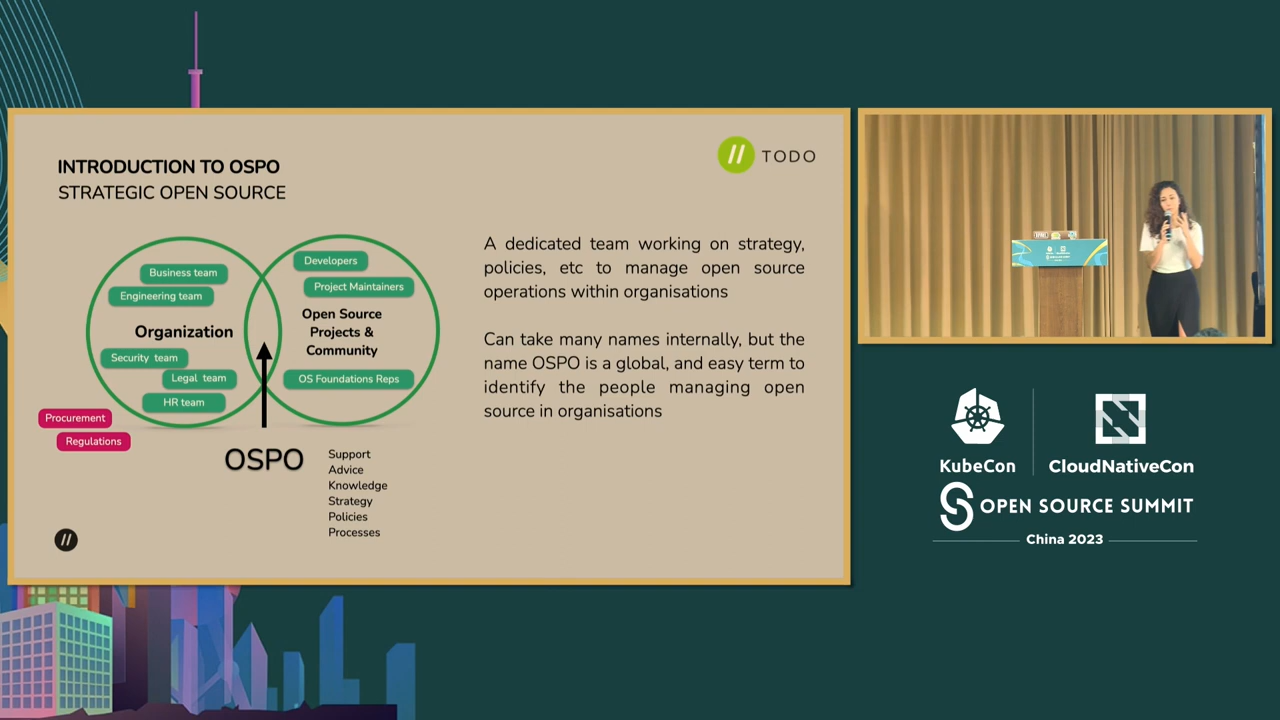 INTRODUCTION TO OSPO
STRATEGIC OPEN SOURCE
TODO
Business team
Engineering team
Organization
Security team
Legal team
HR team
Procurement
Regulations
Developers
Project Maintainers
Open Source
Projects &
Community
OS Foundations Reps
OSPO
Support
Advice
Knowledge
Strategy
Policies
Processes
A dedicated team working on strategy,
policies, etc to manage open source
operations within organisations
Can take many names internally, but the
name OSPO is a global, and easy term to
identify the people managing open
source in organisations
KubeCon
CloudNativeCon
OPEN SOURCE SUMMIT
China 2023